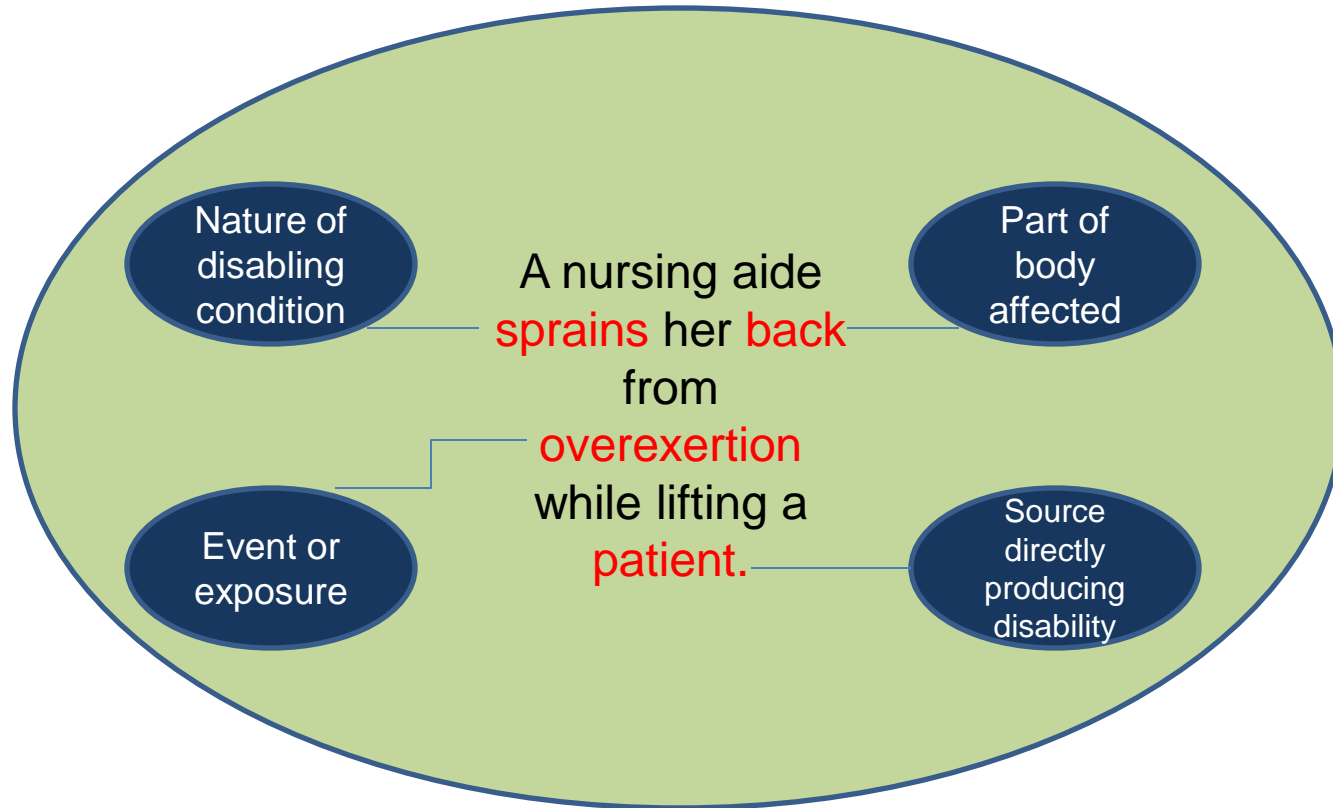 Nature of
disabling
condition
Part of
body
affected
A nursing aide
sprains her back
from
overexertion
while lifting a
patient.
Event or
exposure
Source
directly
producing
disability